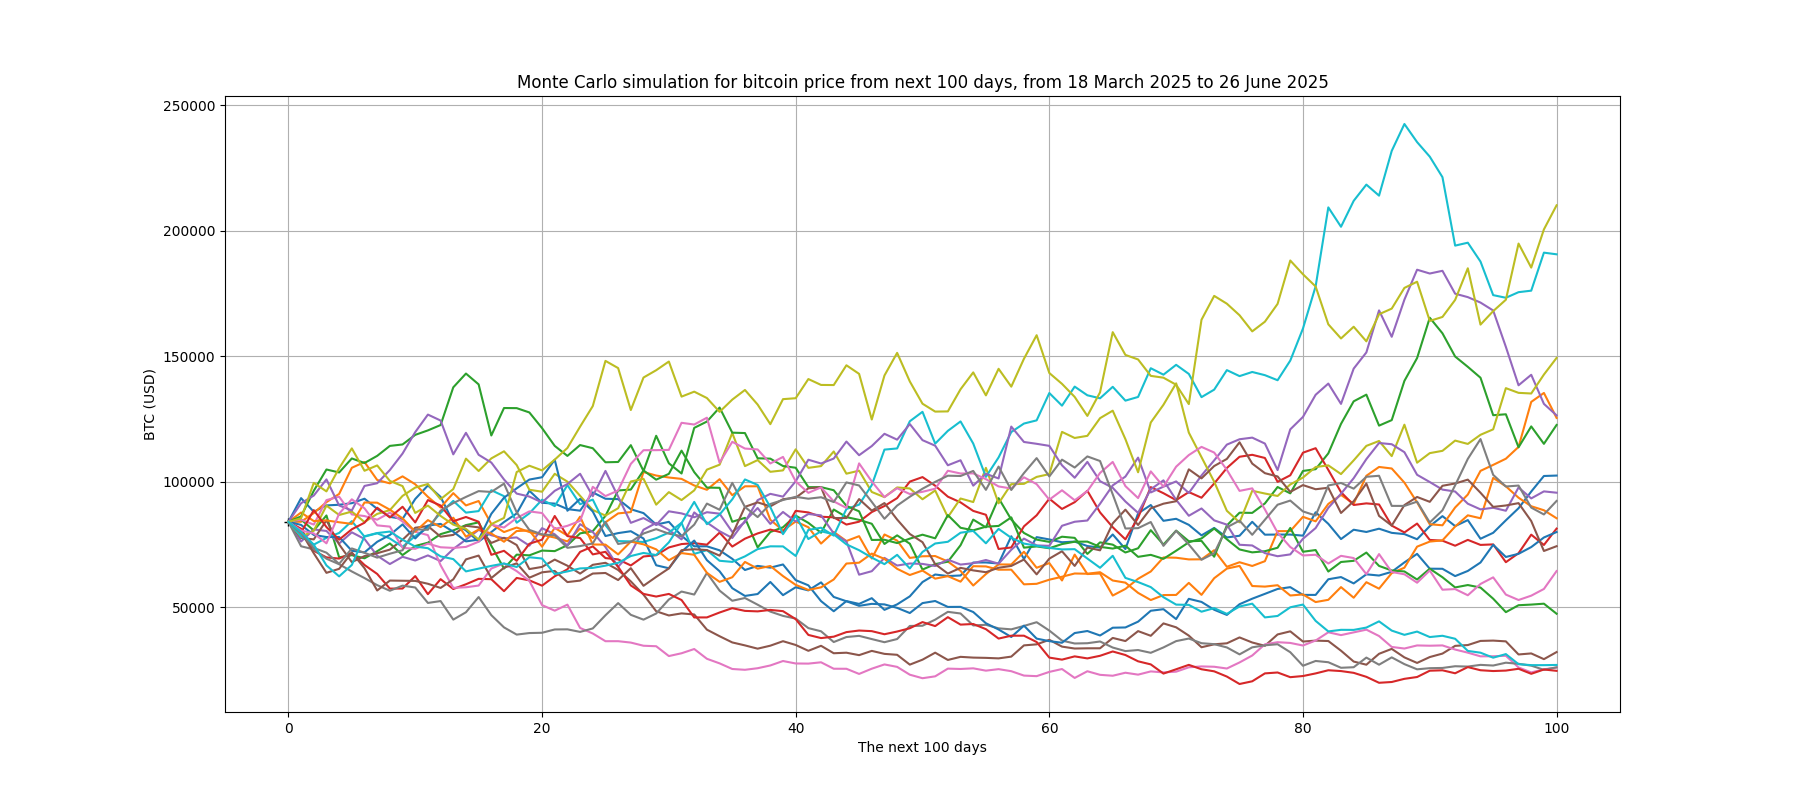 Monte Carlo simulation for bitcoin price from next 100 days, from 18 March 2025 to 26 June 2025
250000
200000
150000
100000
50000
BTC (USD)
0 20 40 60 80 100
The next 100 days